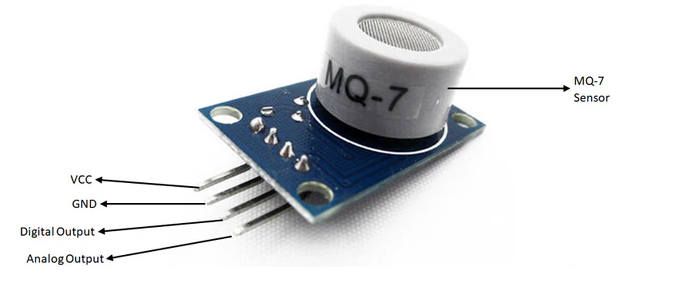 MQ-7
MQ-7
Sensor
VCC
GND
Digital Output
Analog Output